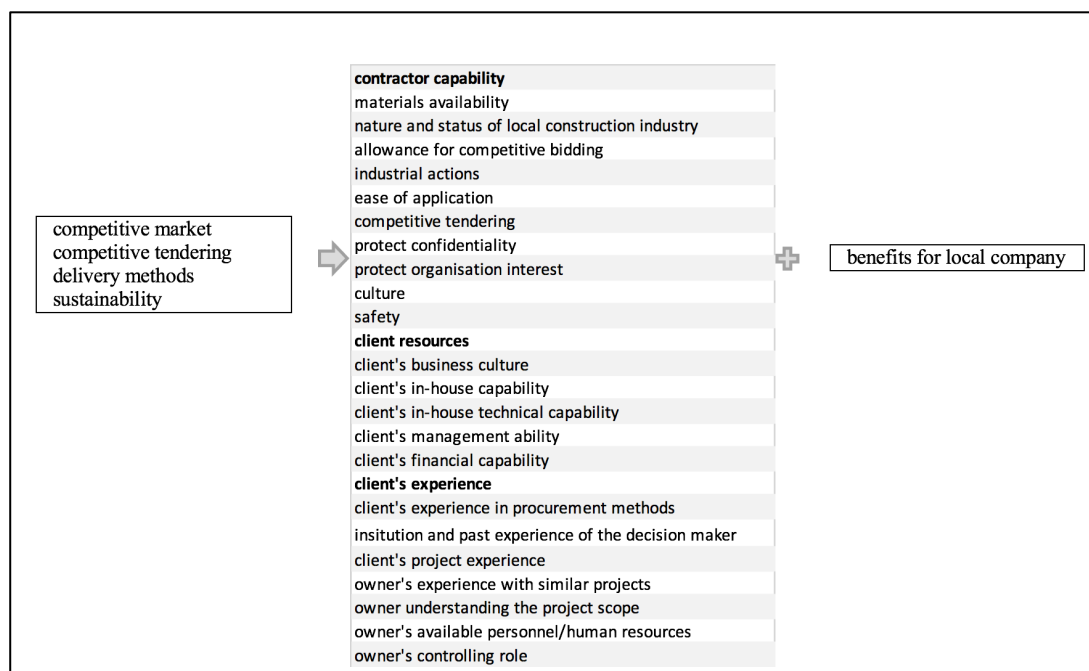 competitive market
competitive tendering
delivery methods
sustainability
contractor capability
materials availability
nature and status of local construction industry
allowance for competitive bidding
industrial actions
ease of application
competitive tendering
protect confidentiality
protect organisation interest
culture
safety
client resources
client's business culture
client's in-house capability
client's in-house technical capability
client's management ability
client's financial capability
client's experience
client's experience in procurement methods
insitution and past experience of the decision maker
client's project experience
owner's experience with similar projects
owner understanding the project scope
owner's available personnel/human resources
owner's controlling role
benefits for local company